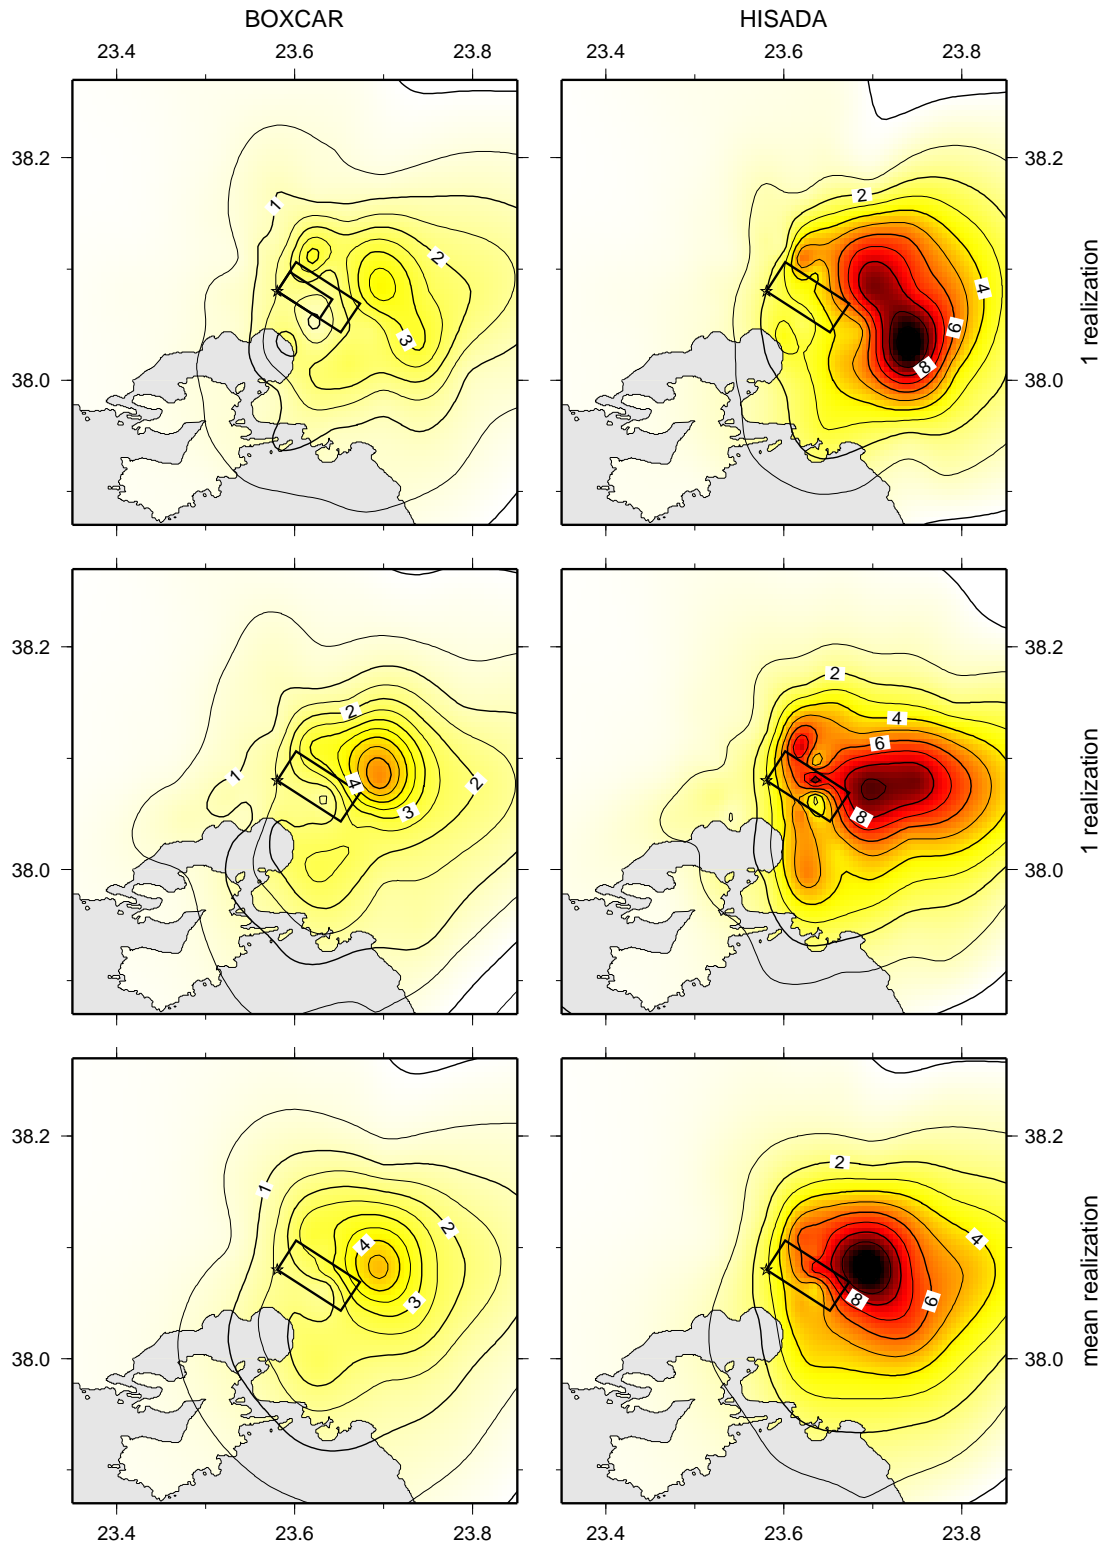 BOXCAR HISADA
23.4 23.6 23.8 23.4 23.6 23.8
38.2 1 2 2 38.2
4
3 6
38.0 8 38.0
1 realization
38.2 2 2 38.2
4
1 4 2 6
3 8
38.0 38.0
1 realization
38.2 1 2 38.2
2 4
4
3 8 6
38.0 38.0
mean realization
23.4 23.6 23.8 23.4 23.6 23.8